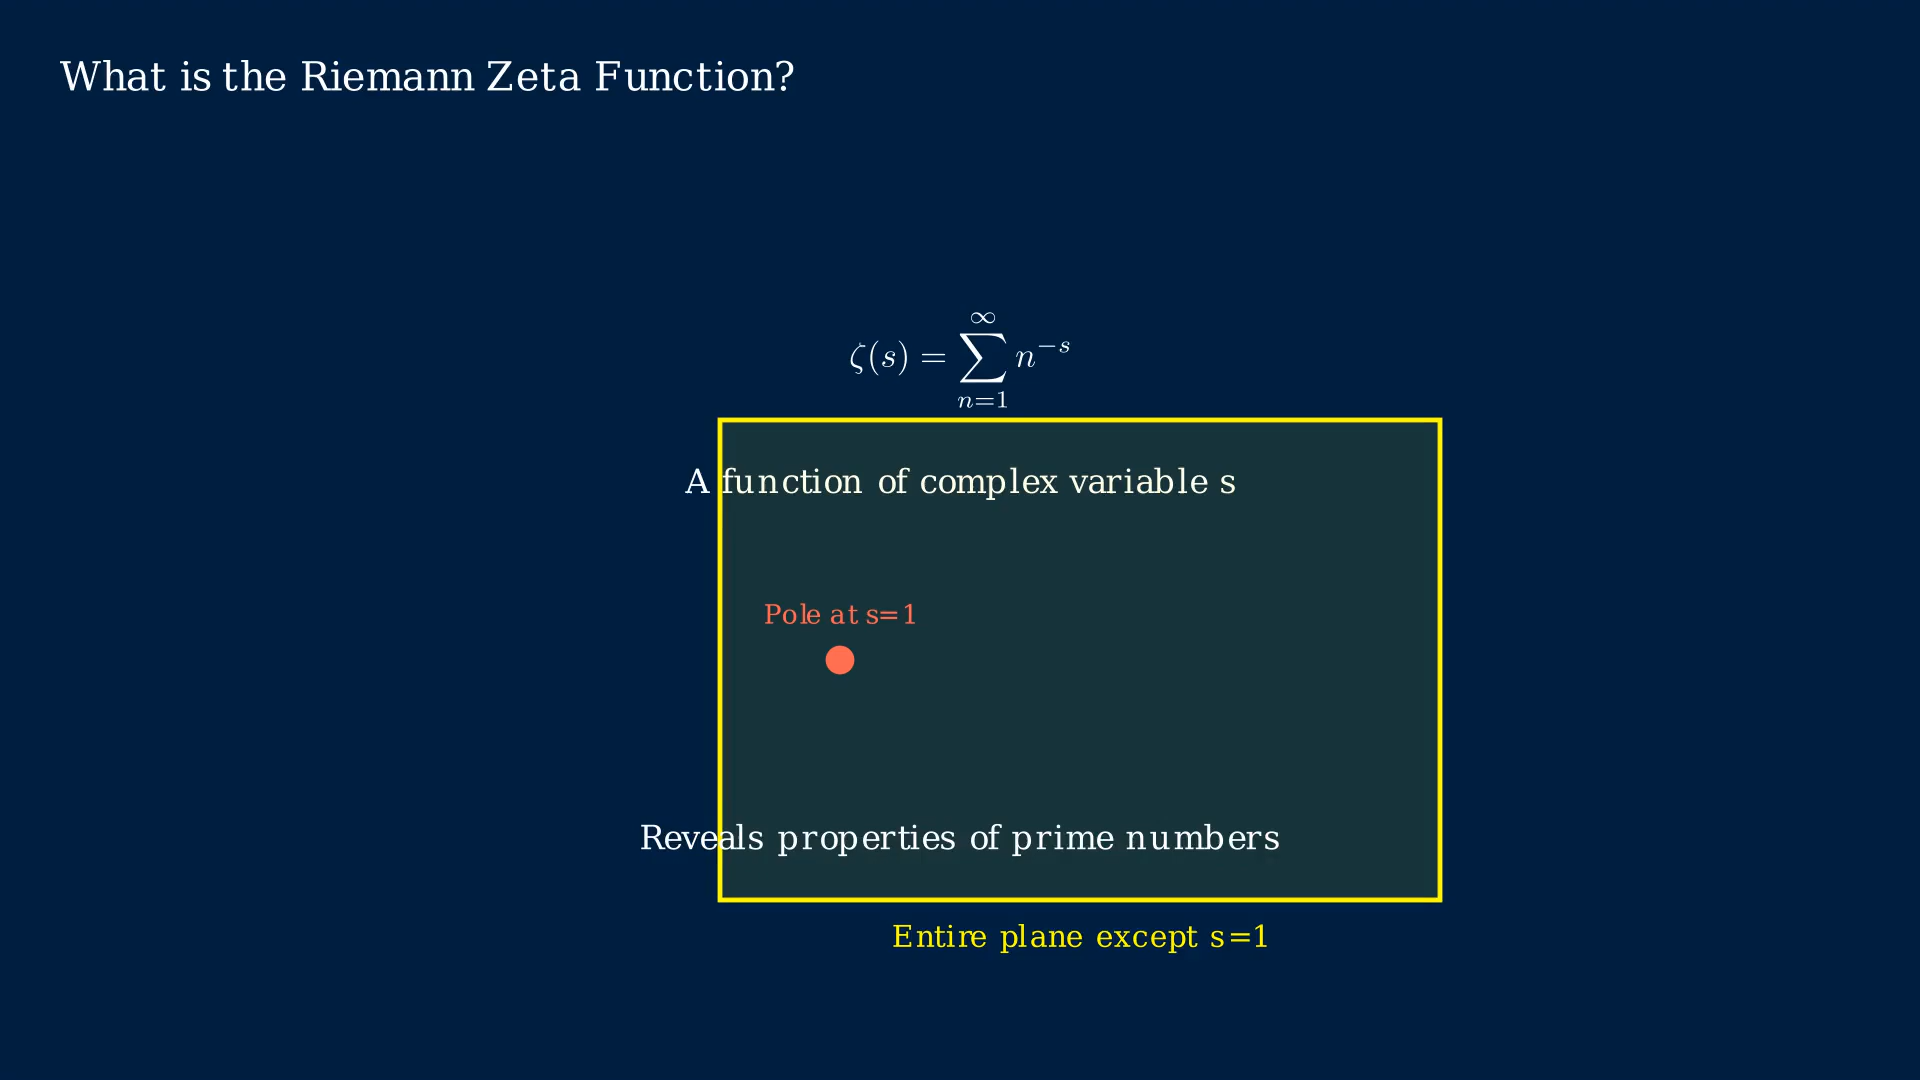 What is the Riemann Zeta Function?
ζ(s) = ∑_{n=1}^{∞} n^{-s}
A function of complex variable s
Pole at s=1
Reveals properties of prime numbers
Entire plane except s=1